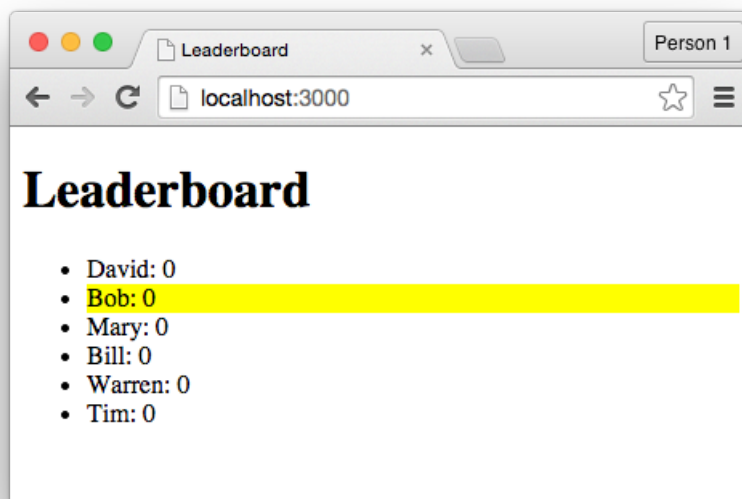 Leaderboard
Person 1
localhost:3000
Leaderboard
David: 0
Bob: 0
Mary: 0
Bill: 0
Warren: 0
Tim: 0